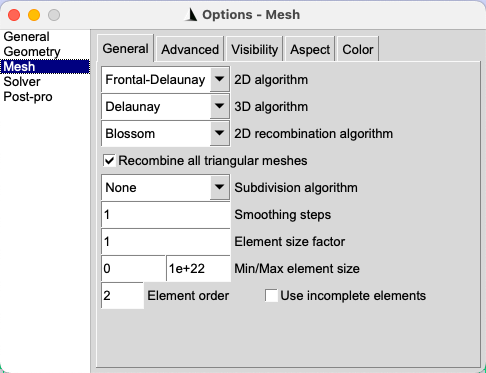 Options - Mesh
General
Geometry
Mesh
Solver
Post-pro
General Advanced Visibility Aspect Color
Frontal-Delaunay 2D algorithm
Delaunay 3D algorithm
Blossom 2D recombination algorithm
Recombine all triangular meshes
None Subdivision algorithm
1 Smoothing steps
1 Element size factor
0 1e+22 Min/Max element size
2 Element order Use incomplete elements